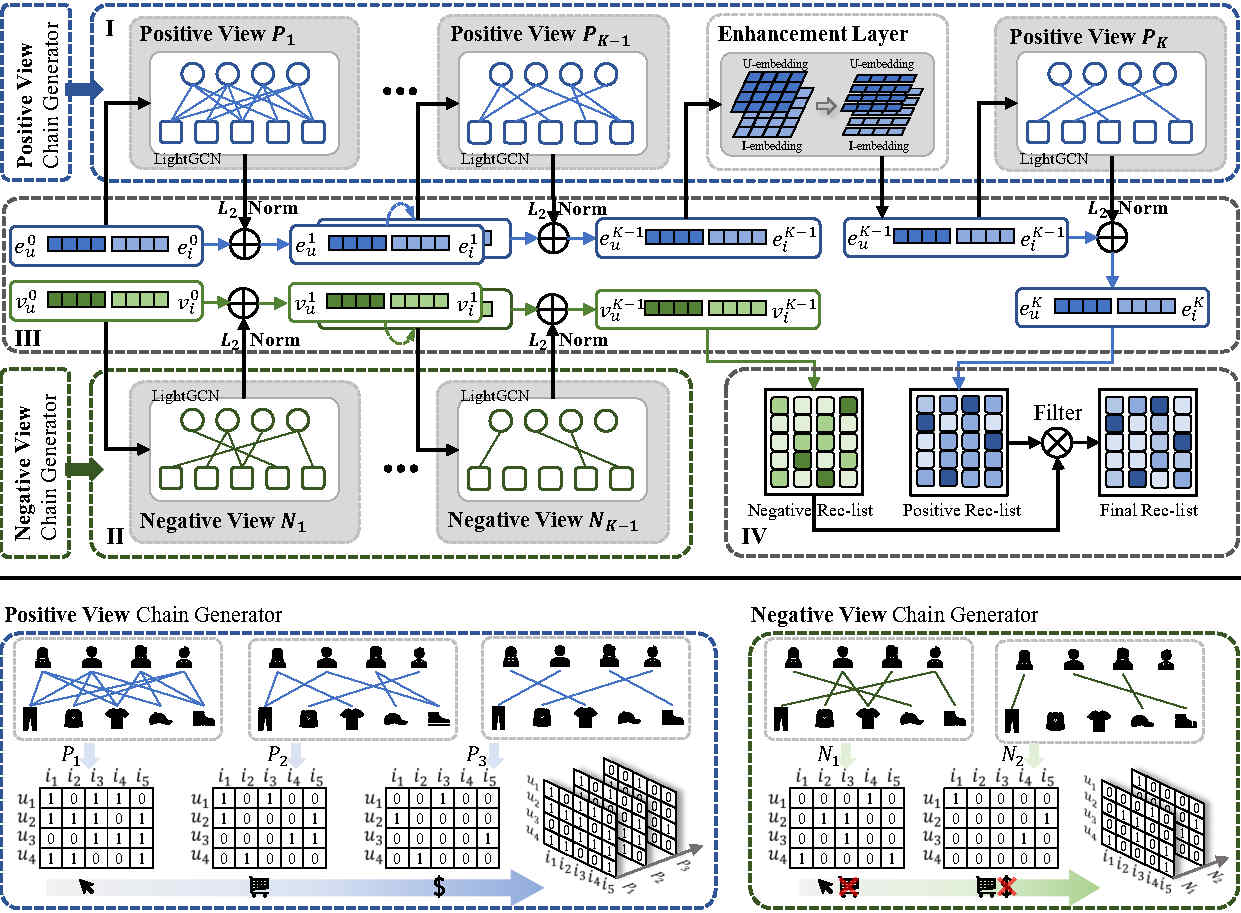 I
Positive View P_1
LightGCN
Positive View P_{K−1}
LightGCN
Enhancement Layer
U-embedding
U-embedding
I-embedding
I-embedding
Positive View P_K
LightGCN
Positive View
Chain Generator
L_2 Norm
L_2 Norm
L_2 Norm
e_u^0 e_i^0
e_u^1 e_i^1
e_u^{K−1} e_i^{K−1}
e_u^{K−1} e_i^{K−1}
v_u^0 v_i^0
v_u^1 v_i^1
v_u^{K−1} v_i^{K−1}
e_u^K e_i^K
III
L_2 Norm
L_2 Norm
Negative View
Chain Generator
LightGCN
Negative View N_1
LightGCN
Negative View N_{K−1}
II
Filter
Negative Rec-list
Positive Rec-list
Final Rec-list
IV
Positive View Chain Generator
P_1
i_1 i_2 i_3 i_4 i_5
u_1 1 0 1 1 0
u_2 1 1 1 0 1
u_3 0 0 1 1 1
u_4 1 1 0 0 1
P_2
i_1 i_2 i_3 i_4 i_5
u_1 1 0 1 0 0
u_2 1 0 0 0 1
u_3 0 0 0 1 1
u_4 0 1 0 0 0
P_3
i_1 i_2 i_3 i_4 i_5
u_1 0 0 1 0 0
u_2 1 0 0 0 0
u_3 0 0 0 0 1
u_4 0 1 0 0 0
u_1
u_2
u_3
u_4
i_1 i_2 i_3 i_4 i_5
P_1 P_2 P_3
$
Negative View Chain Generator
N_1
i_1 i_2 i_3 i_4 i_5
u_1 0 0 0 1 0
u_2 0 1 1 0 0
u_3 0 0 1 0 0
u_4 1 0 0 0 1
N_2
i_1 i_2 i_3 i_4 i_5
u_1 1 0 0 0 0
u_2 0 0 0 0 1
u_3 0 0 0 1 0
u_4 0 0 0 0 0
u_1
u_2
u_3
u_4
i_1 i_2 i_3 i_4 i_5
N_1 N_2
$